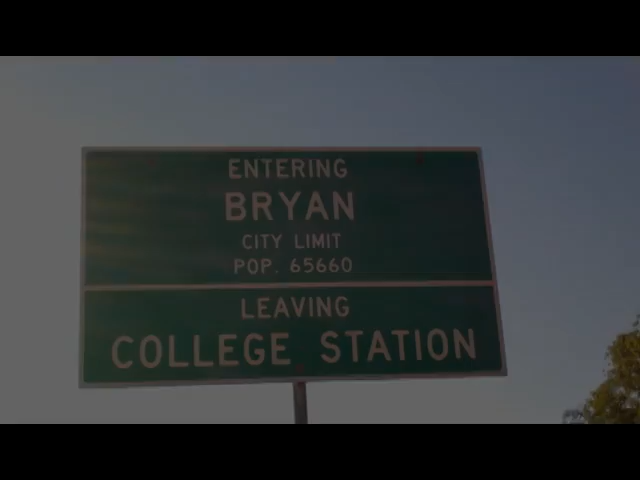 ENTERING
BRYAN
CITY LIMIT
POP. 65660
LEAVING
COLLEGE STATION